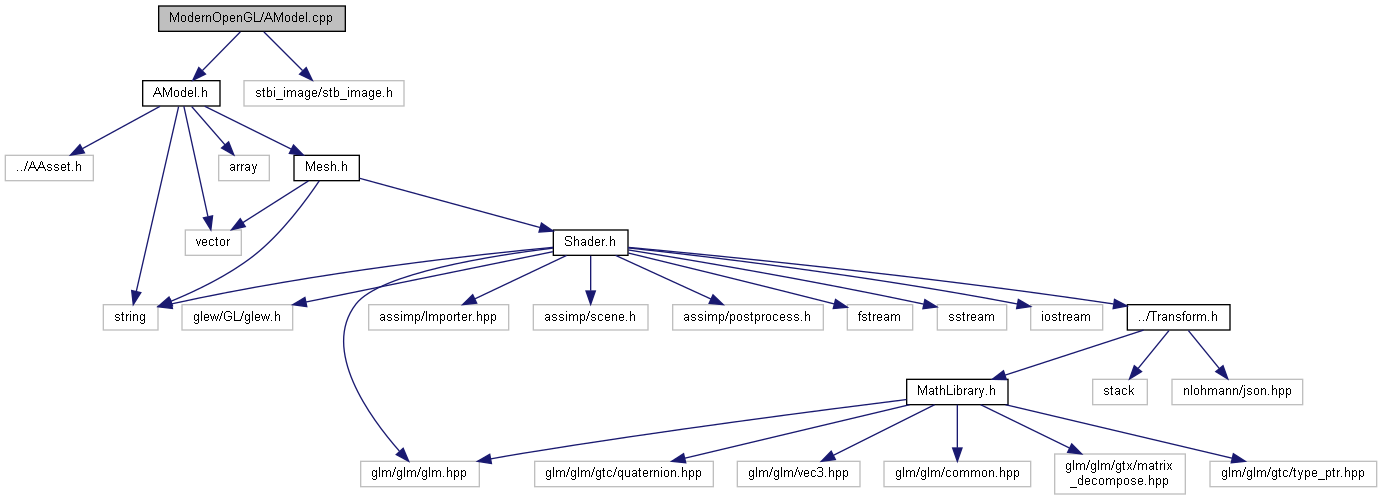 ModernOpenGL/AModel.cpp
AModel.h
stbi_image/stb_image.h
../AAsset.h
array
Mesh.h
vector
Shader.h
string
glew/GL/glew.h
assimp/Importer.hpp
assimp/scene.h
assimp/postprocess.h
fstream
sstream
iostream
../Transform.h
MathLibrary.h
stack
nlohmann/json.hpp
glm/glm/glm.hpp
glm/glm/gtc/quaternion.hpp
glm/glm/vec3.hpp
glm/glm/common.hpp
glm/glm/gtx/matrix
_decompose.hpp
glm/glm/gtc/type_ptr.hpp